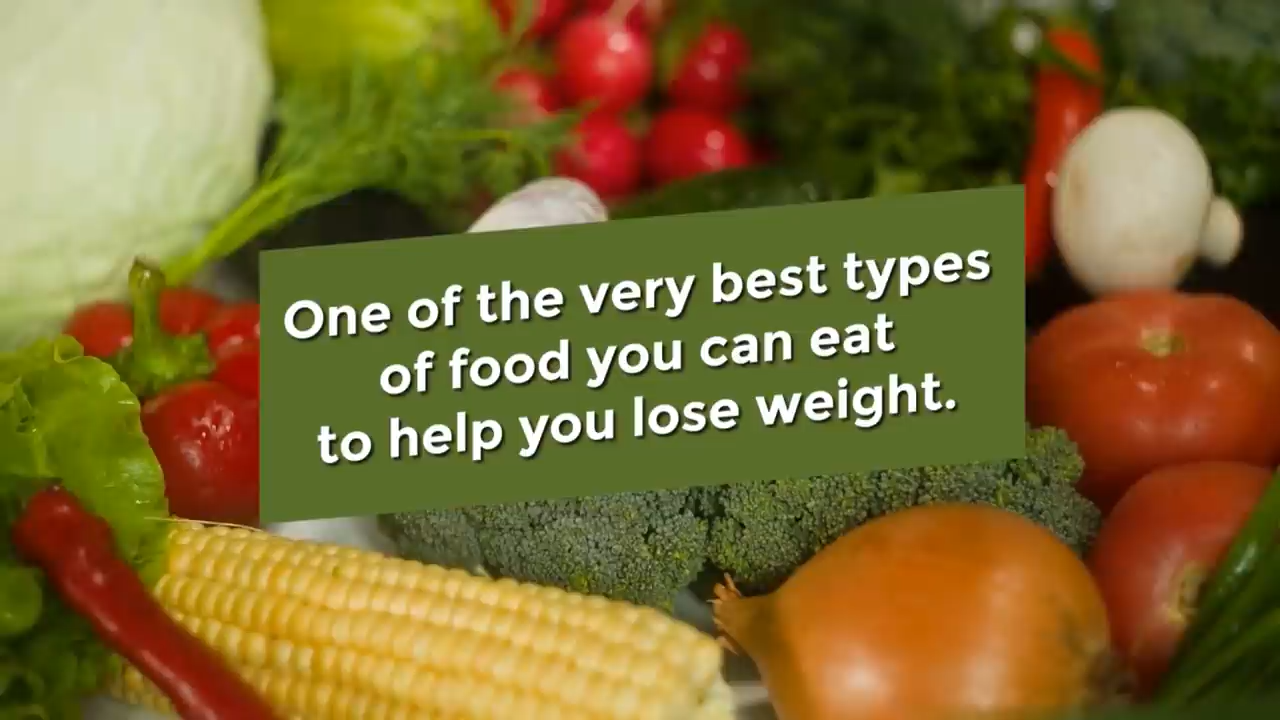 One of the very best types
of food you can eat
to help you lose weight.